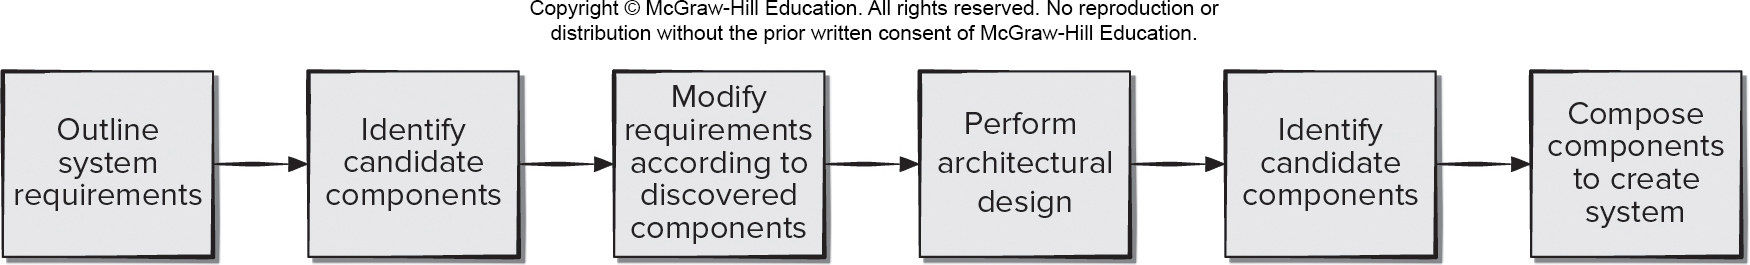 Copyright © McGraw-Hill Education. All rights reserved. No reproduction or
distribution without the prior written consent of McGraw-Hill Education.
Outline
system
requirements
Identify
candidate
components
Modify
requirements
according to
discovered
components
Perform
architectural
design
Identify
candidate
components
Compose
components
to create
system